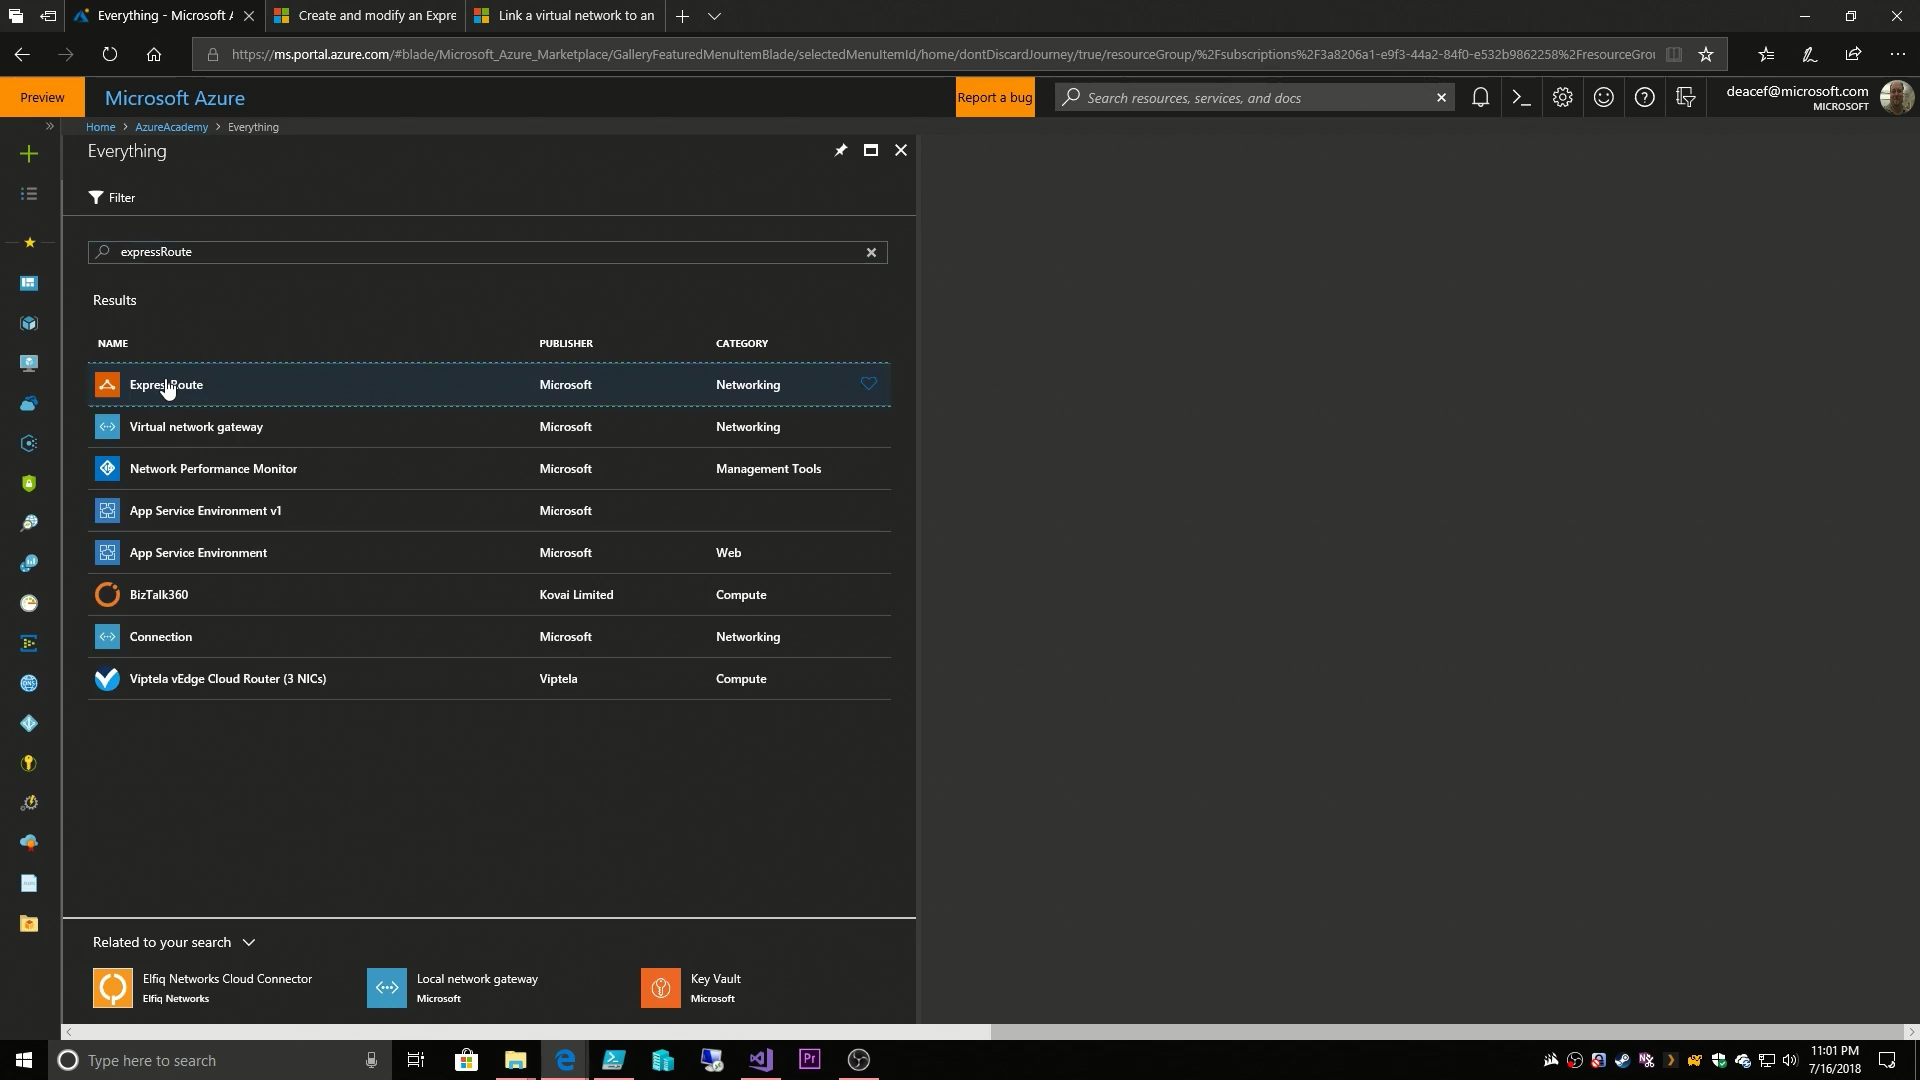 Everything - Microsoft A
Create and modify an Expre
Link a virtual network to an
https://ms.portal.azure.com/#blade/Microsoft_Azure_Marketplace/GalleryFeaturedMenuItemBlade/selectedMenuItemId/home/dontDiscardJourney/true/resourceGroup/%2Fsubscriptions%2F3a8206a1-e9f3-44a2-84f0-e532b9862258%2FresourceGrou
Preview
Microsoft Azure
Report a bug
Search resources, services, and docs
deacef@microsoft.com
MICROSOFT
Home > AzureAcademy > Everything
Everything
Filter
expressRoute
Results
NAME PUBLISHER CATEGORY
ExpressRoute Microsoft Networking
Virtual network gateway Microsoft Networking
Network Performance Monitor Microsoft Management Tools
App Service Environment v1 Microsoft
App Service Environment Microsoft Web
BizTalk360 Kovai Limited Compute
Connection Microsoft Networking
Viptela vEdge Cloud Router (3 NICs) Viptela Compute
Related to your search
Elfiq Networks Cloud Connector
Elfiq Networks
Local network gateway
Microsoft
Key Vault
Microsoft
Type here to search
Pr
11:01 PM
7/16/2018